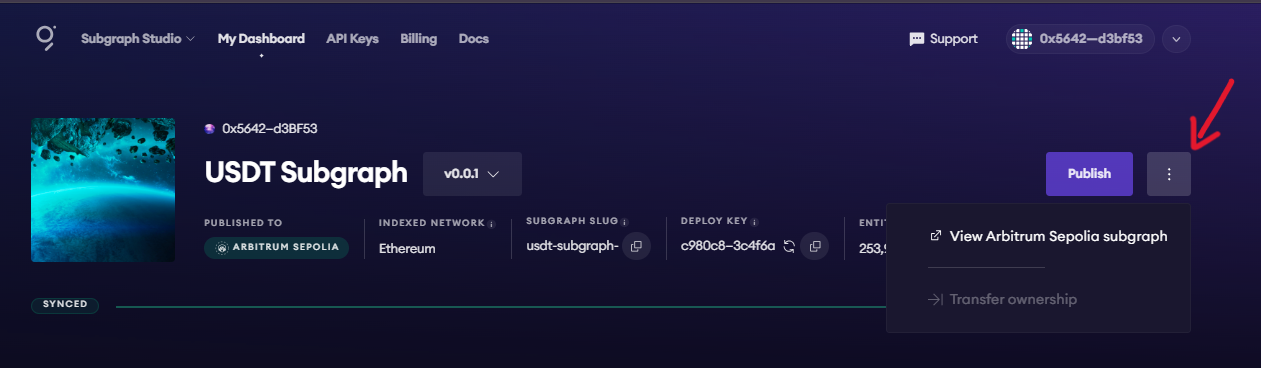 Subgraph Studio My Dashboard API Keys Billing Docs Support 0x5642—d3bf53
0x5642—d3BF53
USDT Subgraph v0.0.1 Publish
PUBLISHED TO INDEXED NETWORK SUBGRAPH SLUG DEPLOY KEY ENTI
ARBITRUM SEPOLIA Ethereum usdt-subgraph- c980c8—3c4f6a 253,9
View Arbitrum Sepolia subgraph
Transfer ownership
SYNCED